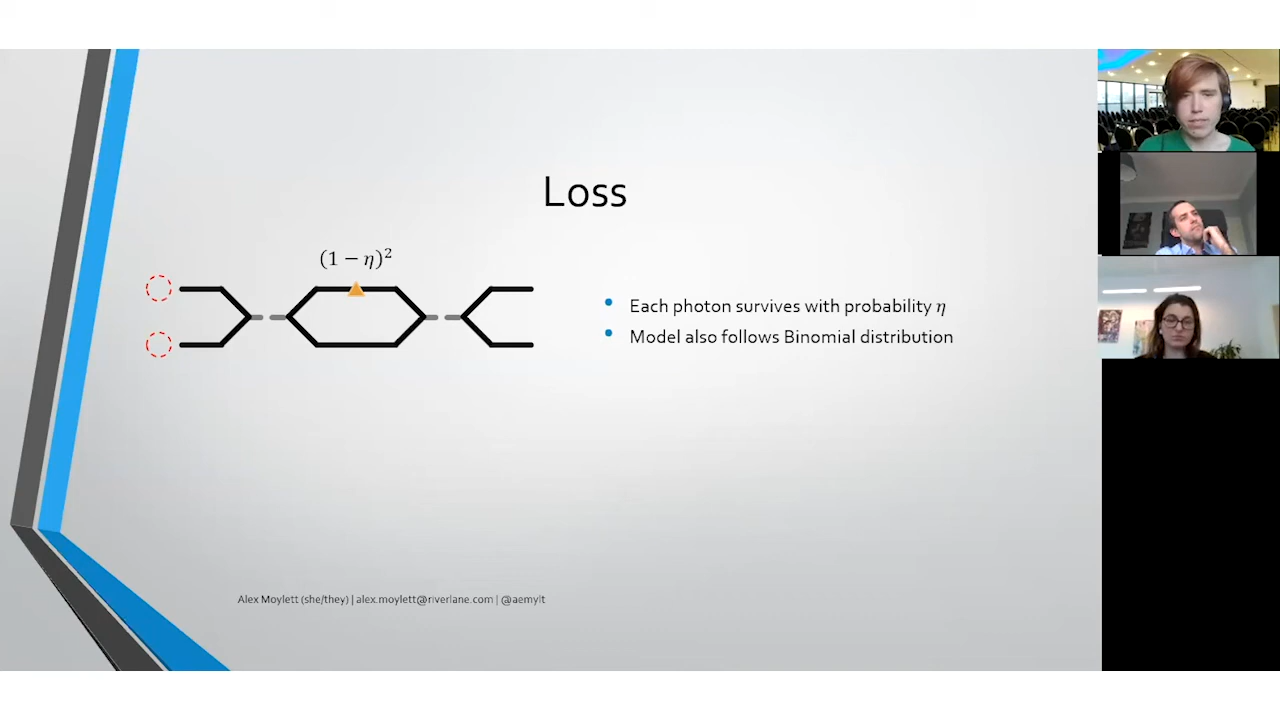 Loss
(1 − η)²
Each photon survives with probability η
Model also follows Binomial distribution
Alex Moylett (she/they) | alex.moylett@riverlane.com | @aemylt